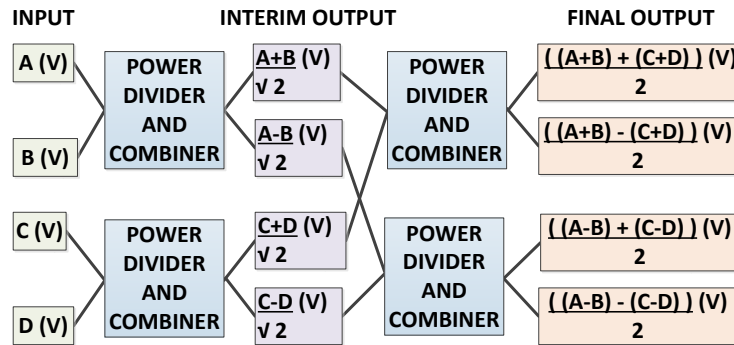 INPUT
INTERIM OUTPUT
FINAL OUTPUT
A (V)
B (V)
C (V)
D (V)
POWER
DIVIDER
AND
COMBINER
POWER
DIVIDER
AND
COMBINER
A+B (V)
√ 2
A-B (V)
√ 2
C+D (V)
√ 2
C-D (V)
√ 2
POWER
DIVIDER
AND
COMBINER
POWER
DIVIDER
AND
COMBINER
( (A+B) + (C+D) ) (V)
2
( (A+B) - (C+D) ) (V)
2
( (A-B) + (C-D) ) (V)
2
( (A-B) - (C-D) ) (V)
2